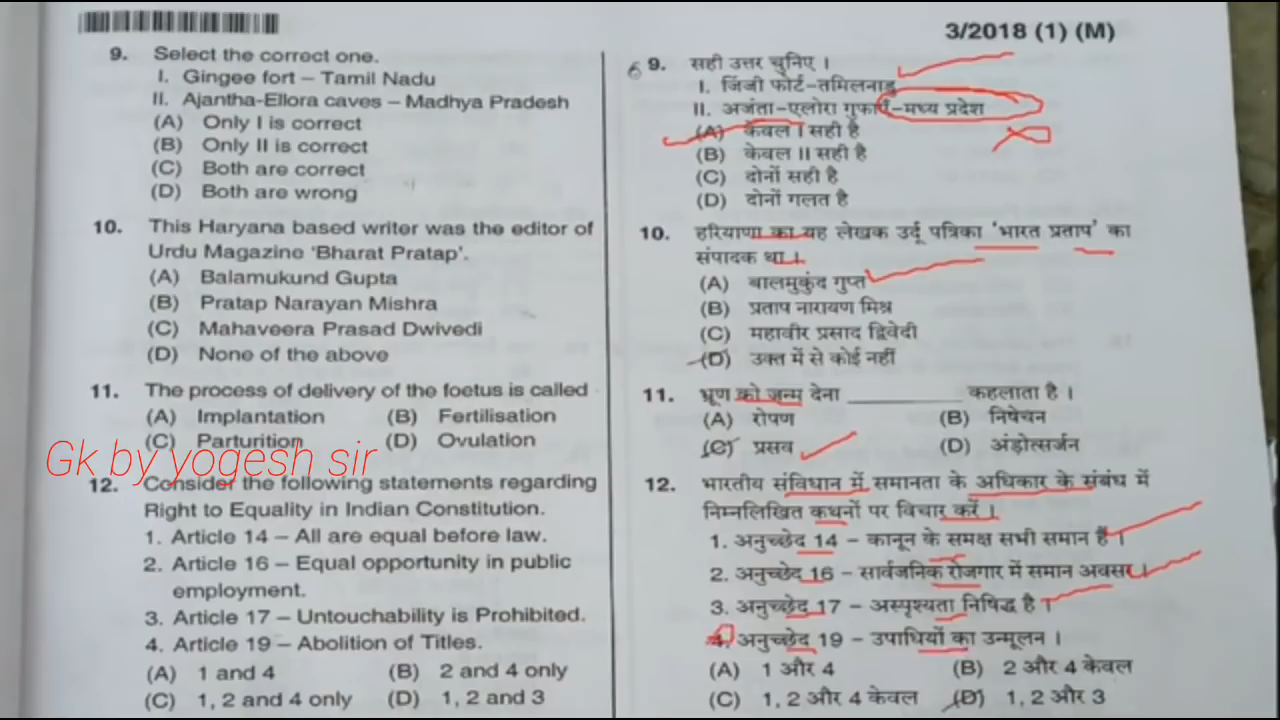 3/2018 (1) (M)
9. Select the correct one.
I. Gingee fort – Tamil Nadu
II. Ajantha-Ellora caves – Madhya Pradesh
(A) Only I is correct
(B) Only II is correct
(C) Both are correct
(D) Both are wrong
10. This Haryana based writer was the editor of
Urdu Magazine ‘Bharat Pratap’.
(A) Balamukund Gupta
(B) Pratap Narayan Mishra
(C) Mahaveera Prasad Dwivedi
(D) None of the above
11. The process of delivery of the foetus is called
(A) Implantation (B) Fertilisation
(C) Parturition (D) Ovulation
Gk by yogesh sir
12. Consider the following statements regarding
Right to Equality in Indian Constitution.
1. Article 14 – All are equal before law.
2. Article 16 – Equal opportunity in public
employment.
3. Article 17 – Untouchability is Prohibited.
4. Article 19 – Abolition of Titles.
(A) 1 and 4 (B) 2 and 4 only
(C) 1, 2 and 4 only (D) 1, 2 and 3
9. सही उत्तर चुनिए ।
I. जिंजी फोर्ट–तमिलनाडु
II. अजंता-एलोरा गुफाएँ–मध्य प्रदेश
(A) केवल I सही है
(B) केवल II सही है
(C) दोनों सही है
(D) दोनों गलत है
10. हरियाणा का यह लेखक उर्दू पत्रिका ‘भारत प्रताप’ का
संपादक था ।
(A) बालमुकुंद गुप्त
(B) प्रताप नारायण मिश्र
(C) महावीर प्रसाद द्विवेदी
(D) उक्त में से कोई नहीं
11. भ्रूण को जन्म देना __________ कहलाता है ।
(A) रोपण (B) निषेचन
(C) प्रसव (D) अंडोत्सर्जन
12. भारतीय संविधान में समानता के अधिकार के संबंध में
निम्नलिखित कथनों पर विचार करें ।
1. अनुच्छेद 14 – कानून के समक्ष सभी समान हैं ।
2. अनुच्छेद 16 – सार्वजनिक रोजगार में समान अवसर ।
3. अनुच्छेद 17 – अस्पृश्यता निषिद्ध है ।
4. अनुच्छेद 19 – उपाधियों का उन्मूलन ।
(A) 1 और 4 (B) 2 और 4 केवल
(C) 1, 2 और 4 केवल (D) 1, 2 और 3